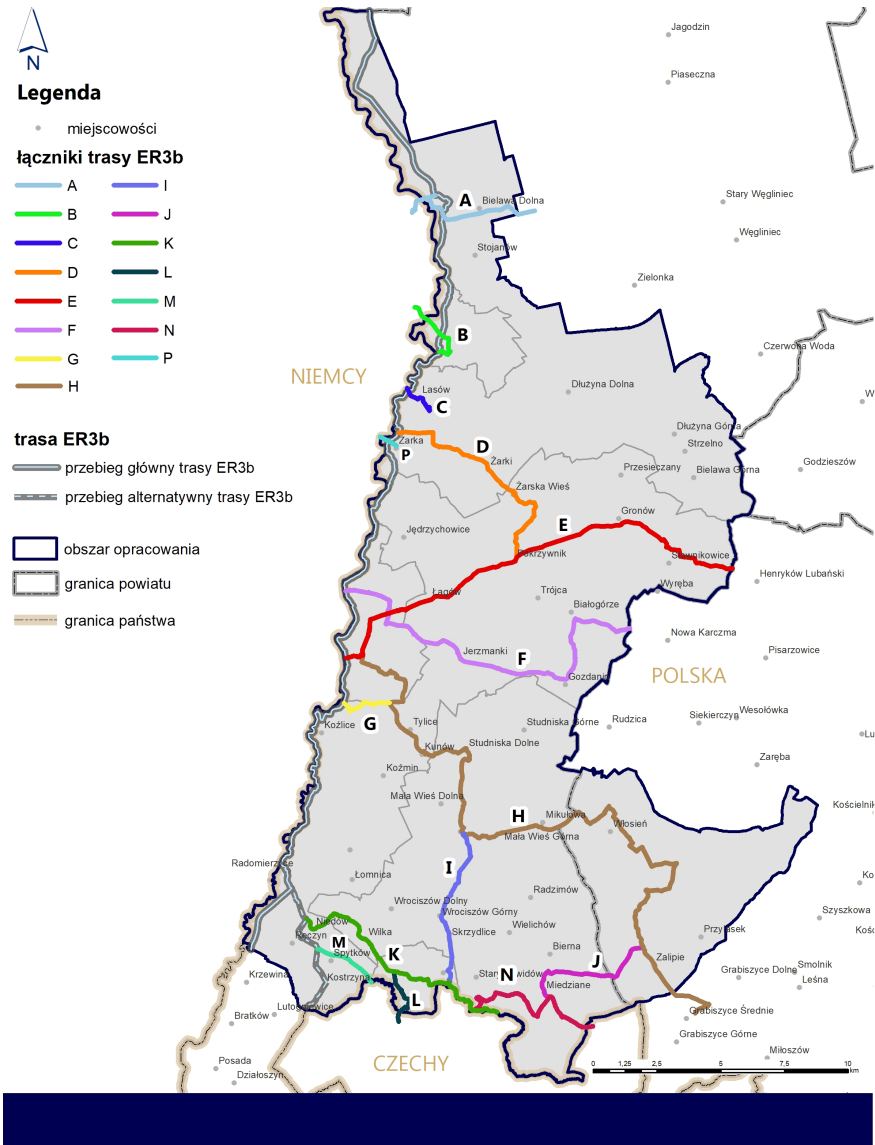 N
Legenda
miejscowości
łączniki trasy ER3b
A
B
C
D
E
F
G
H
I
J
K
L
M
N
P
trasa ER3b
przebieg główny trasy ER3b
przebieg alternatywny trasy ER3b
obszar opracowania
granica powiatu
granica państwa
Jagodzin
Piaseczna
Stary Węgliniec
A
Bielawa Dolna
Węgliniec
Stojanów
Zielonka
B
Czerwona Woda
NIEMCY
Lasów
Dłużyna Dolna
W
C
Dłużyna Górna
Żarka
D
Strzelno
P
Żarki
Godzieszów
Przesieczany
Bielawa Górna
Żarska Wieś
Gronów
E
Jędrzychowice
Pokrzywnik
Sławnikowice
Henryków Lubański
Wyręba
Łagów
Trójca
Białogórze
Nowa Karczma
Jerzmanki
F
Pisarzowice
Gozdanin
POLSKA
Koźlice
G
Tylice
Studniska Górne
Rudzica
Siekierczyn
Wesołówka
Kunów
Studniska Dolne
Lu
Koźmin
Zaręba
Mała Wieś Dolna
Kościelnik
H
Mikułowa
Włosień
Mała Wieś Górna
Radomierzyce
I
Łomnica
Ko
Radzimów
Wrociszów Dolny
Wrociszów Górny
Szyszkowa
Niedów
Wilka
Skrzydlice
Wielichów
Kość
Ręczyn
M
Przylasek
Spytków
K
Bierna
J
Zalipie
Krzewina
Kostrzyna
N
Miedziane
Grabiszyce Dolne
Smolnik
Leśna
L
Lutogniewice
Bratków
Grabiszyce Średnie
Grabiszyce Górne
Posada
CZECHY
Miłoszów
Działoszyn
0 1,25 2,5 5 7,5 10
km